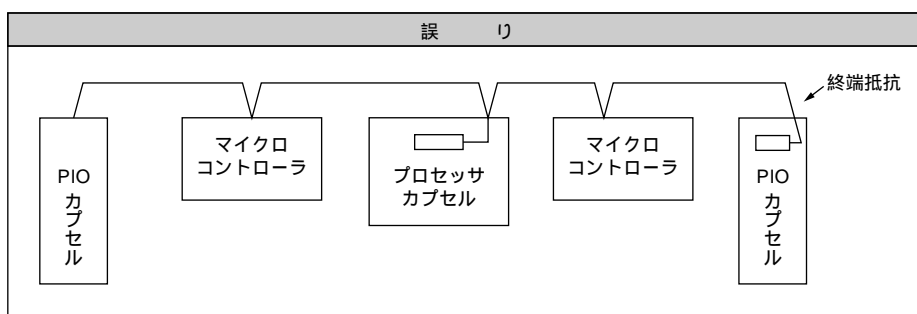 誤 り
終端抵抗
PIO
カプセル
マイクロ
コントローラ
プロセッサ
カプセル
マイクロ
コントローラ
PIO
カプセル